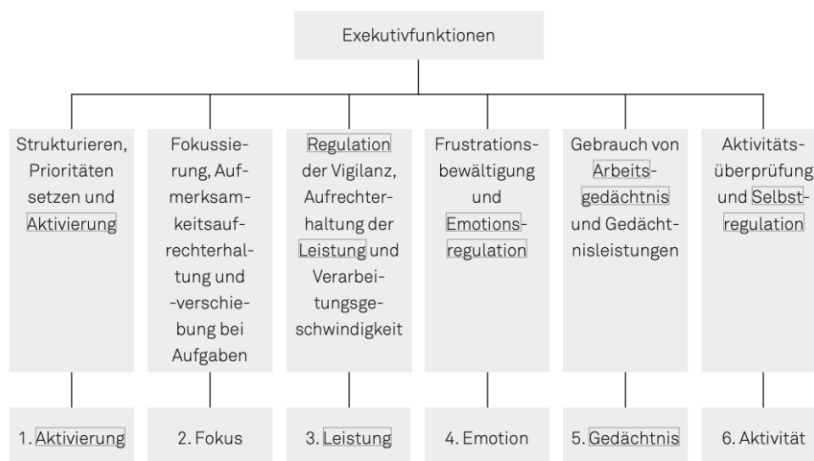 Exekutivfunktionen
Strukturieren,
Prioritäten
setzen und
Aktivierung
Fokussie-
rung, Auf-
merksam-
keitsauf-
rechterhal-
tung und
-verschie-
bung bei
Aufgaben
Regulation
der Vigilanz,
Aufrechter-
haltung der
Leistung und
Verarbei-
tungsge-
schwindigkeit
Frustrations-
bewältigung
und
Emotions-
regulation
Gebrauch von
Arbeits-
gedächtnis
und Gedächt-
nisleistungen
Aktivitäts-
überprüfung
und Selbst-
regulation
1. Aktivierung
2. Fokus
3. Leistung
4. Emotion
5. Gedächtnis
6. Aktivität